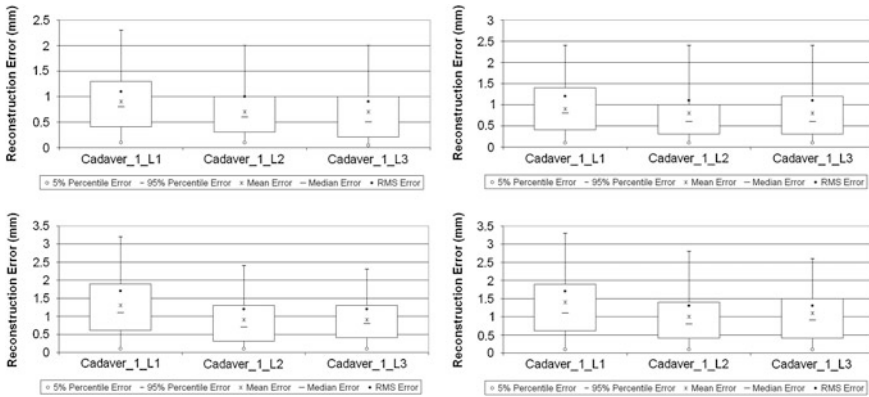 Reconstruction Error (mm)
2.5
2
1.5
1
0.5
0
Cadaver_1_L1 Cadaver_1_L2 Cadaver_1_L3
○ 5% Percentile Error − 95% Percentile Error × Mean Error — Median Error • RMS Error
Reconstruction Error (mm)
3
2.5
2
1.5
1
0.5
0
Cadaver_1_L1 Cadaver_1_L2 Cadaver_1_L3
○ 5% Percentile Error − 95% Percentile Error × Mean Error — Median Error • RMS Error
Reconstruction Error (mm)
3.5
3
2.5
2
1.5
1
0.5
0
Cadaver_1_L1 Cadaver_1_L2 Cadaver_1_L3
○ 5% Percentile Error − 95% Percentile Error × Mean Error — Median Error • RMS Error
Reconstruction Error (mm)
3.5
3
2.5
2
1.5
1
0.5
0
Cadaver_1_L1 Cadaver_1_L2 Cadaver_1_L3
○ 5% Percentile Error − 95% Percentile Error × Mean Error — Median Error • RMS Error